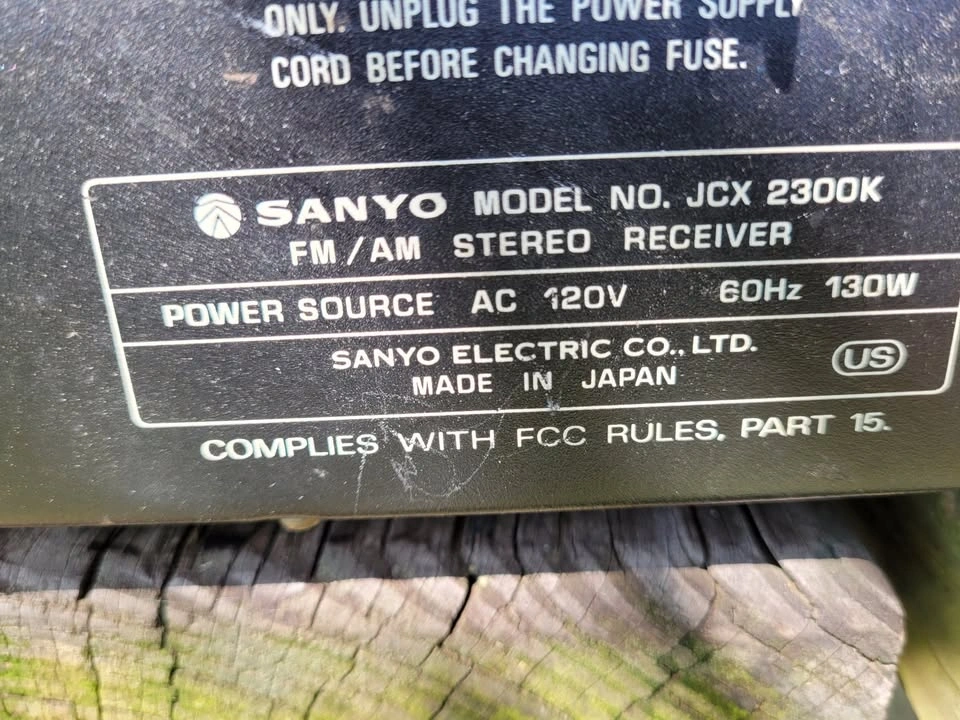 ONLY. UNPLUG THE POWER SUPPLY
CORD BEFORE CHANGING FUSE.
SANYO MODEL NO. JCX 2300K
FM/AM STEREO RECEIVER
POWER SOURCE AC 120V 60Hz 130W
SANYO ELECTRIC CO., LTD.
US
MADE IN JAPAN
COMPLIES WITH FCC RULES, PART 15.